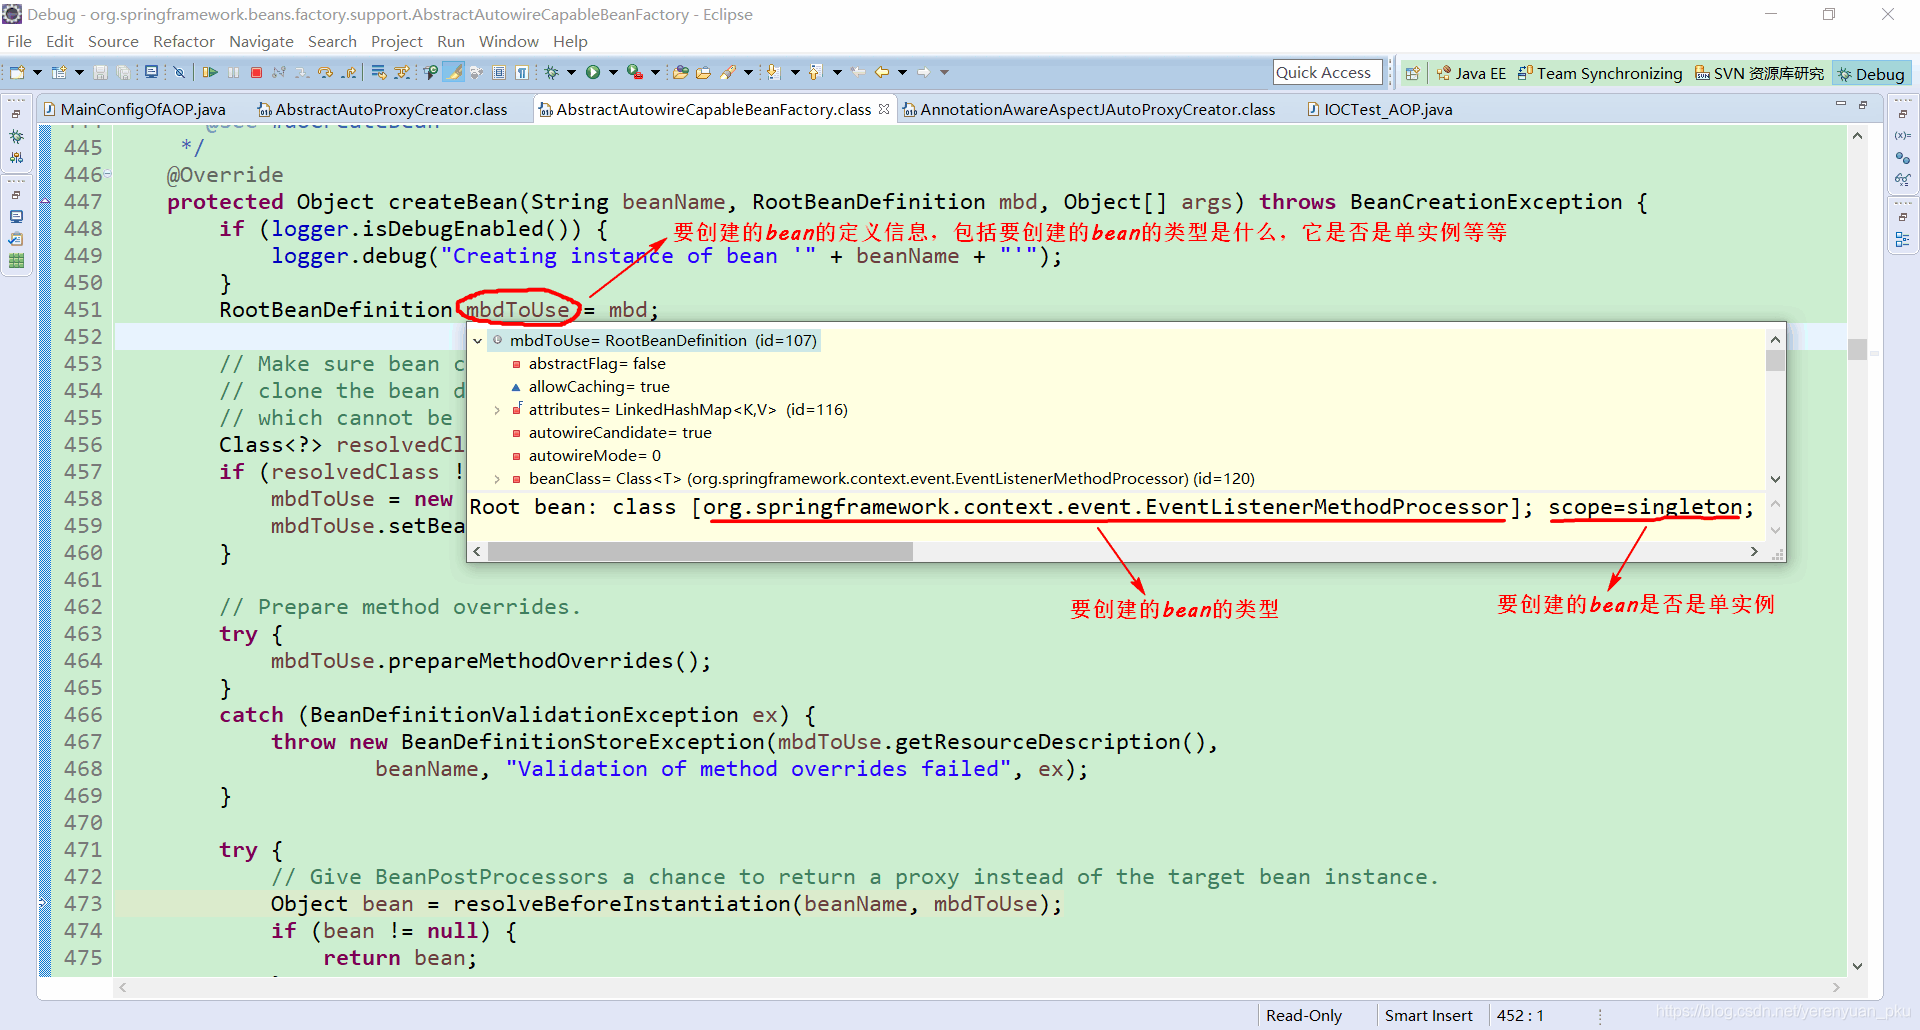 Debug - org.springframework.beans.factory.support.AbstractAutowireCapableBeanFactory - Eclipse
File Edit Source Refactor Navigate Search Project Run Window Help
Quick Access Java EE Team Synchronizing SVN 资源库研究 Debug
MainConfigOfAOP.java AbstractAutoProxyCreator.class AbstractAutowireCapableBeanFactory.class AnnotationAwareAspectJAutoProxyCreator.class IOCTest_AOP.java
445 */
446 @Override
447 protected Object createBean(String beanName, RootBeanDefinition mbd, Object[] args) throws BeanCreationException {
448 if (logger.isDebugEnabled()) {
要创建的bean的定义信息，包括要创建的bean的类型是什么，它是否是单实例等等
449 logger.debug("Creating instance of bean '" + beanName + "'");
450 }
451 RootBeanDefinition mbdToUse = mbd;
452
mbdToUse= RootBeanDefinition (id=107)
abstractFlag= false
allowCaching= true
attributes= LinkedHashMap<K,V> (id=116)
autowireCandidate= true
autowireMode= 0
beanClass= Class<T> (org.springframework.context.event.EventListenerMethodProcessor) (id=120)
Root bean: class [org.springframework.context.event.EventListenerMethodProcessor]; scope=singleton;
453 // Make sure bean c
454 // clone the bean d
455 // which cannot be
456 Class<?> resolvedCl
457 if (resolvedClass !
458 mbdToUse = new
459 mbdToUse.setBea
460 }
461
要创建的bean的类型
要创建的bean是否是单实例
462 // Prepare method overrides.
463 try {
464 mbdToUse.prepareMethodOverrides();
465 }
466 catch (BeanDefinitionValidationException ex) {
467 throw new BeanDefinitionStoreException(mbdToUse.getResourceDescription(),
468 beanName, "Validation of method overrides failed", ex);
469 }
470
471 try {
472 // Give BeanPostProcessors a chance to return a proxy instead of the target bean instance.
473 Object bean = resolveBeforeInstantiation(beanName, mbdToUse);
474 if (bean != null) {
475 return bean;
Read-Only Smart Insert 452 : 1
https://blog.csdn.net/yerenyuan_pku